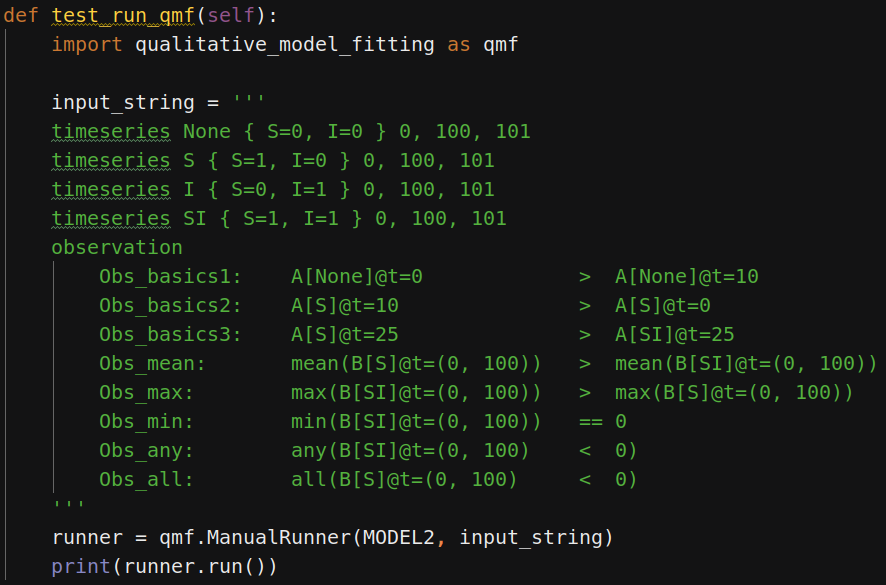 def test_run_qmf(self):
    import qualitative_model_fitting as qmf

    input_string = '''
    timeseries None { S=0, I=0 } 0, 100, 101
    timeseries S { S=1, I=0 } 0, 100, 101
    timeseries I { S=0, I=1 } 0, 100, 101
    timeseries SI { S=1, I=1 } 0, 100, 101
    observation
        Obs_basics1:    A[None]@t=0             >  A[None]@t=10
        Obs_basics2:    A[S]@t=10               >  A[S]@t=0
        Obs_basics3:    A[S]@t=25               >  A[SI]@t=25
        Obs_mean:       mean(B[S]@t=(0, 100))   >  mean(B[SI]@t=(0, 100))
        Obs_max:        max(B[SI]@t=(0, 100))   >  max(B[S]@t=(0, 100))
        Obs_min:        min(B[SI]@t=(0, 100))   == 0
        Obs_any:        any(B[SI]@t=(0, 100)    <  0)
        Obs_all:        all(B[S]@t=(0, 100)     <  0)
    '''
    runner = qmf.ManualRunner(MODEL2, input_string)
    print(runner.run())